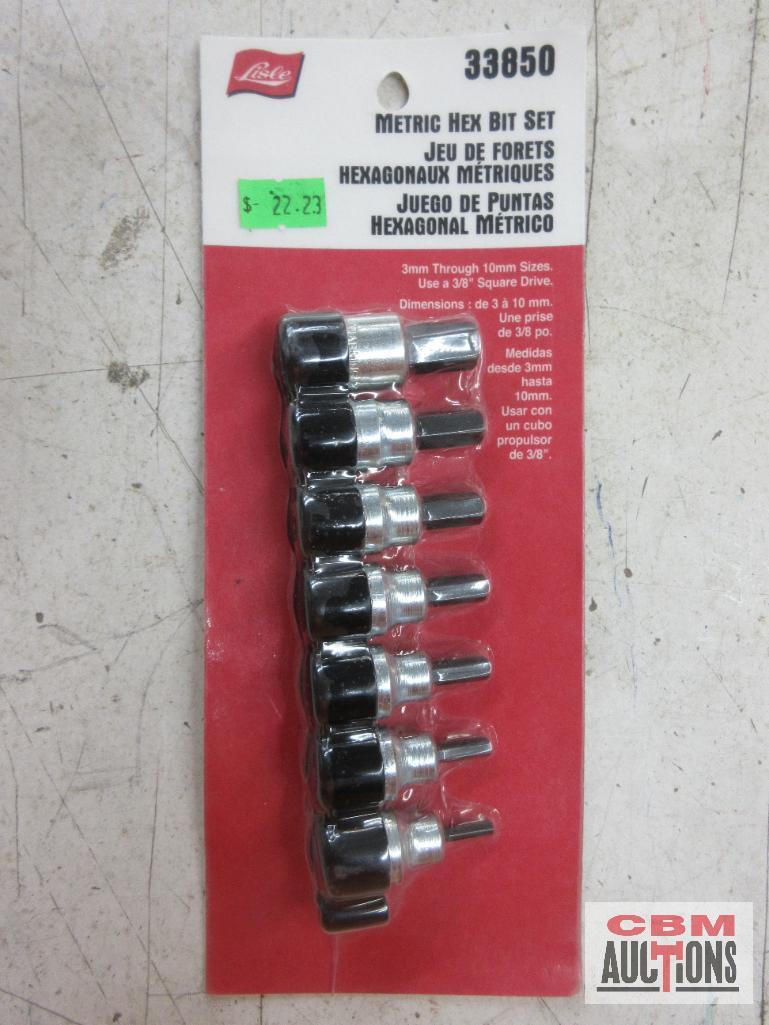 Lisle
33850
METRIC HEX BIT SET
JEU DE FORETS
HEXAGONAUX MÉTRIQUES
JUEGO DE PUNTAS
HEXAGONAL MÉTRICO
$- 22.23
3mm Through 10mm Sizes.
Use a 3/8" Square Drive.
Dimensions : de 3 à 10 mm.
Une prise
de 3/8 po.
Medidas
desde 3mm
hasta
10mm.
Usar con
un cubo
propulsor
de 3/8".
CBM
AUCTIONS